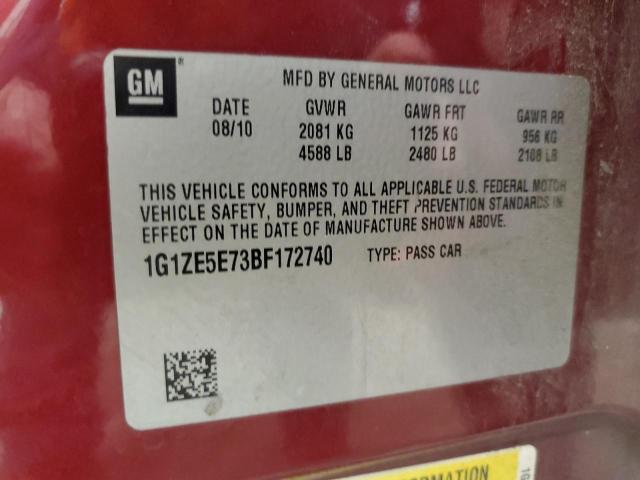 GM
MFD BY GENERAL MOTORS LLC
DATE GVWR GAWR FRT GAWR RR
08/10 2081 KG 1125 KG 956 KG
4588 LB 2480 LB 2108 LB
THIS VEHICLE CONFORMS TO ALL APPLICABLE U.S. FEDERAL MOTOR
VEHICLE SAFETY, BUMPER, AND THEFT PREVENTION STANDARDS IN
EFFECT ON THE DATE OF MANUFACTURE SHOWN ABOVE.
1G1ZE5E73BF172740 TYPE: PASS CAR